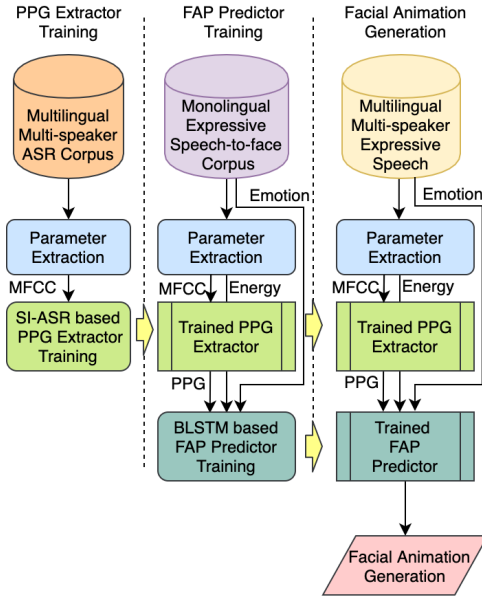 PPG Extractor
Training
Multilingual
Multi-speaker
ASR Corpus
Parameter
Extraction
MFCC
SI-ASR based
PPG Extractor
Training
FAP Predictor
Training
Monolingual
Expressive
Speech-to-face
Corpus
Emotion
Parameter
Extraction
MFCC
Energy
Trained PPG
Extractor
PPG
BLSTM based
FAP Predictor
Training
Facial Animation
Generation
Multilingual
Multi-speaker
Expressive
Speech
Emotion
Parameter
Extraction
MFCC
Energy
Trained PPG
Extractor
PPG
Trained
FAP
Predictor
Facial Animation
Generation